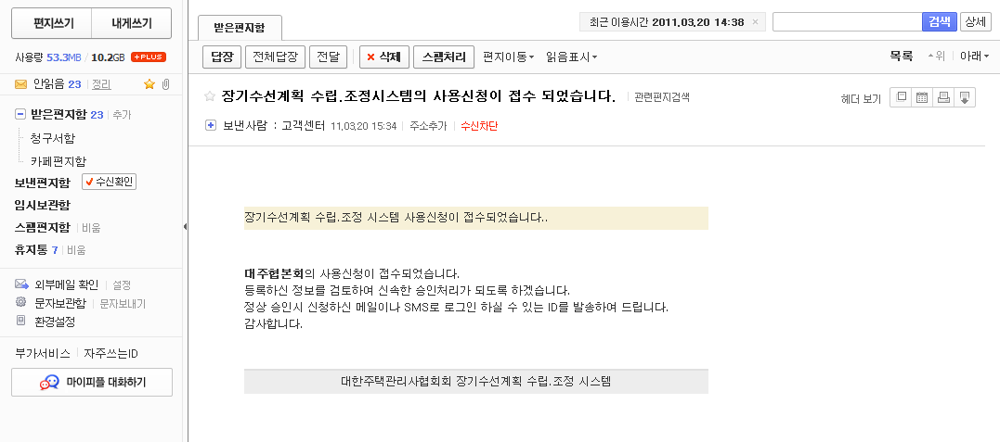 편지쓰기 내게쓰기
사용량 53.3MB / 10.2GB +PLUS
안읽음 23 정리
받은편지함 23 추가
청구서함
카페편지함
보낸편지함 수신확인
임시보관함
스팸편지함 비움
휴지통 7 비움
외부메일 확인 설정
문자보관함 문자보내기
환경설정
부가서비스 자주쓰는ID
마이피플 대화하기
받은편지함
최근 이용시간 2011.03.20 14:38 ×
검색 상세
답장 전체답장 전달 × 삭제 스팸처리 편지이동 읽음표시
목록 위 아래
장기수선계획 수립.조정시스템의 사용신청이 접수 되었습니다. 관련편지검색
헤더 보기
보낸사람 : 고객센터 11.03.20 15:34 주소추가 수신차단
장기수선계획 수립.조정 시스템 사용신청이 접수되었습니다..
대주협본회의 사용신청이 접수되었습니다.
등록하신 정보를 검토하여 신속한 승인처리가 되도록 하겠습니다.
정상 승인시 신청하신 메일이나 SMS로 로그인 하실 수 있는 ID를 발송하여 드립니다.
감사합니다.
대한주택관리사협회회 장기수선계획 수립.조정 시스템